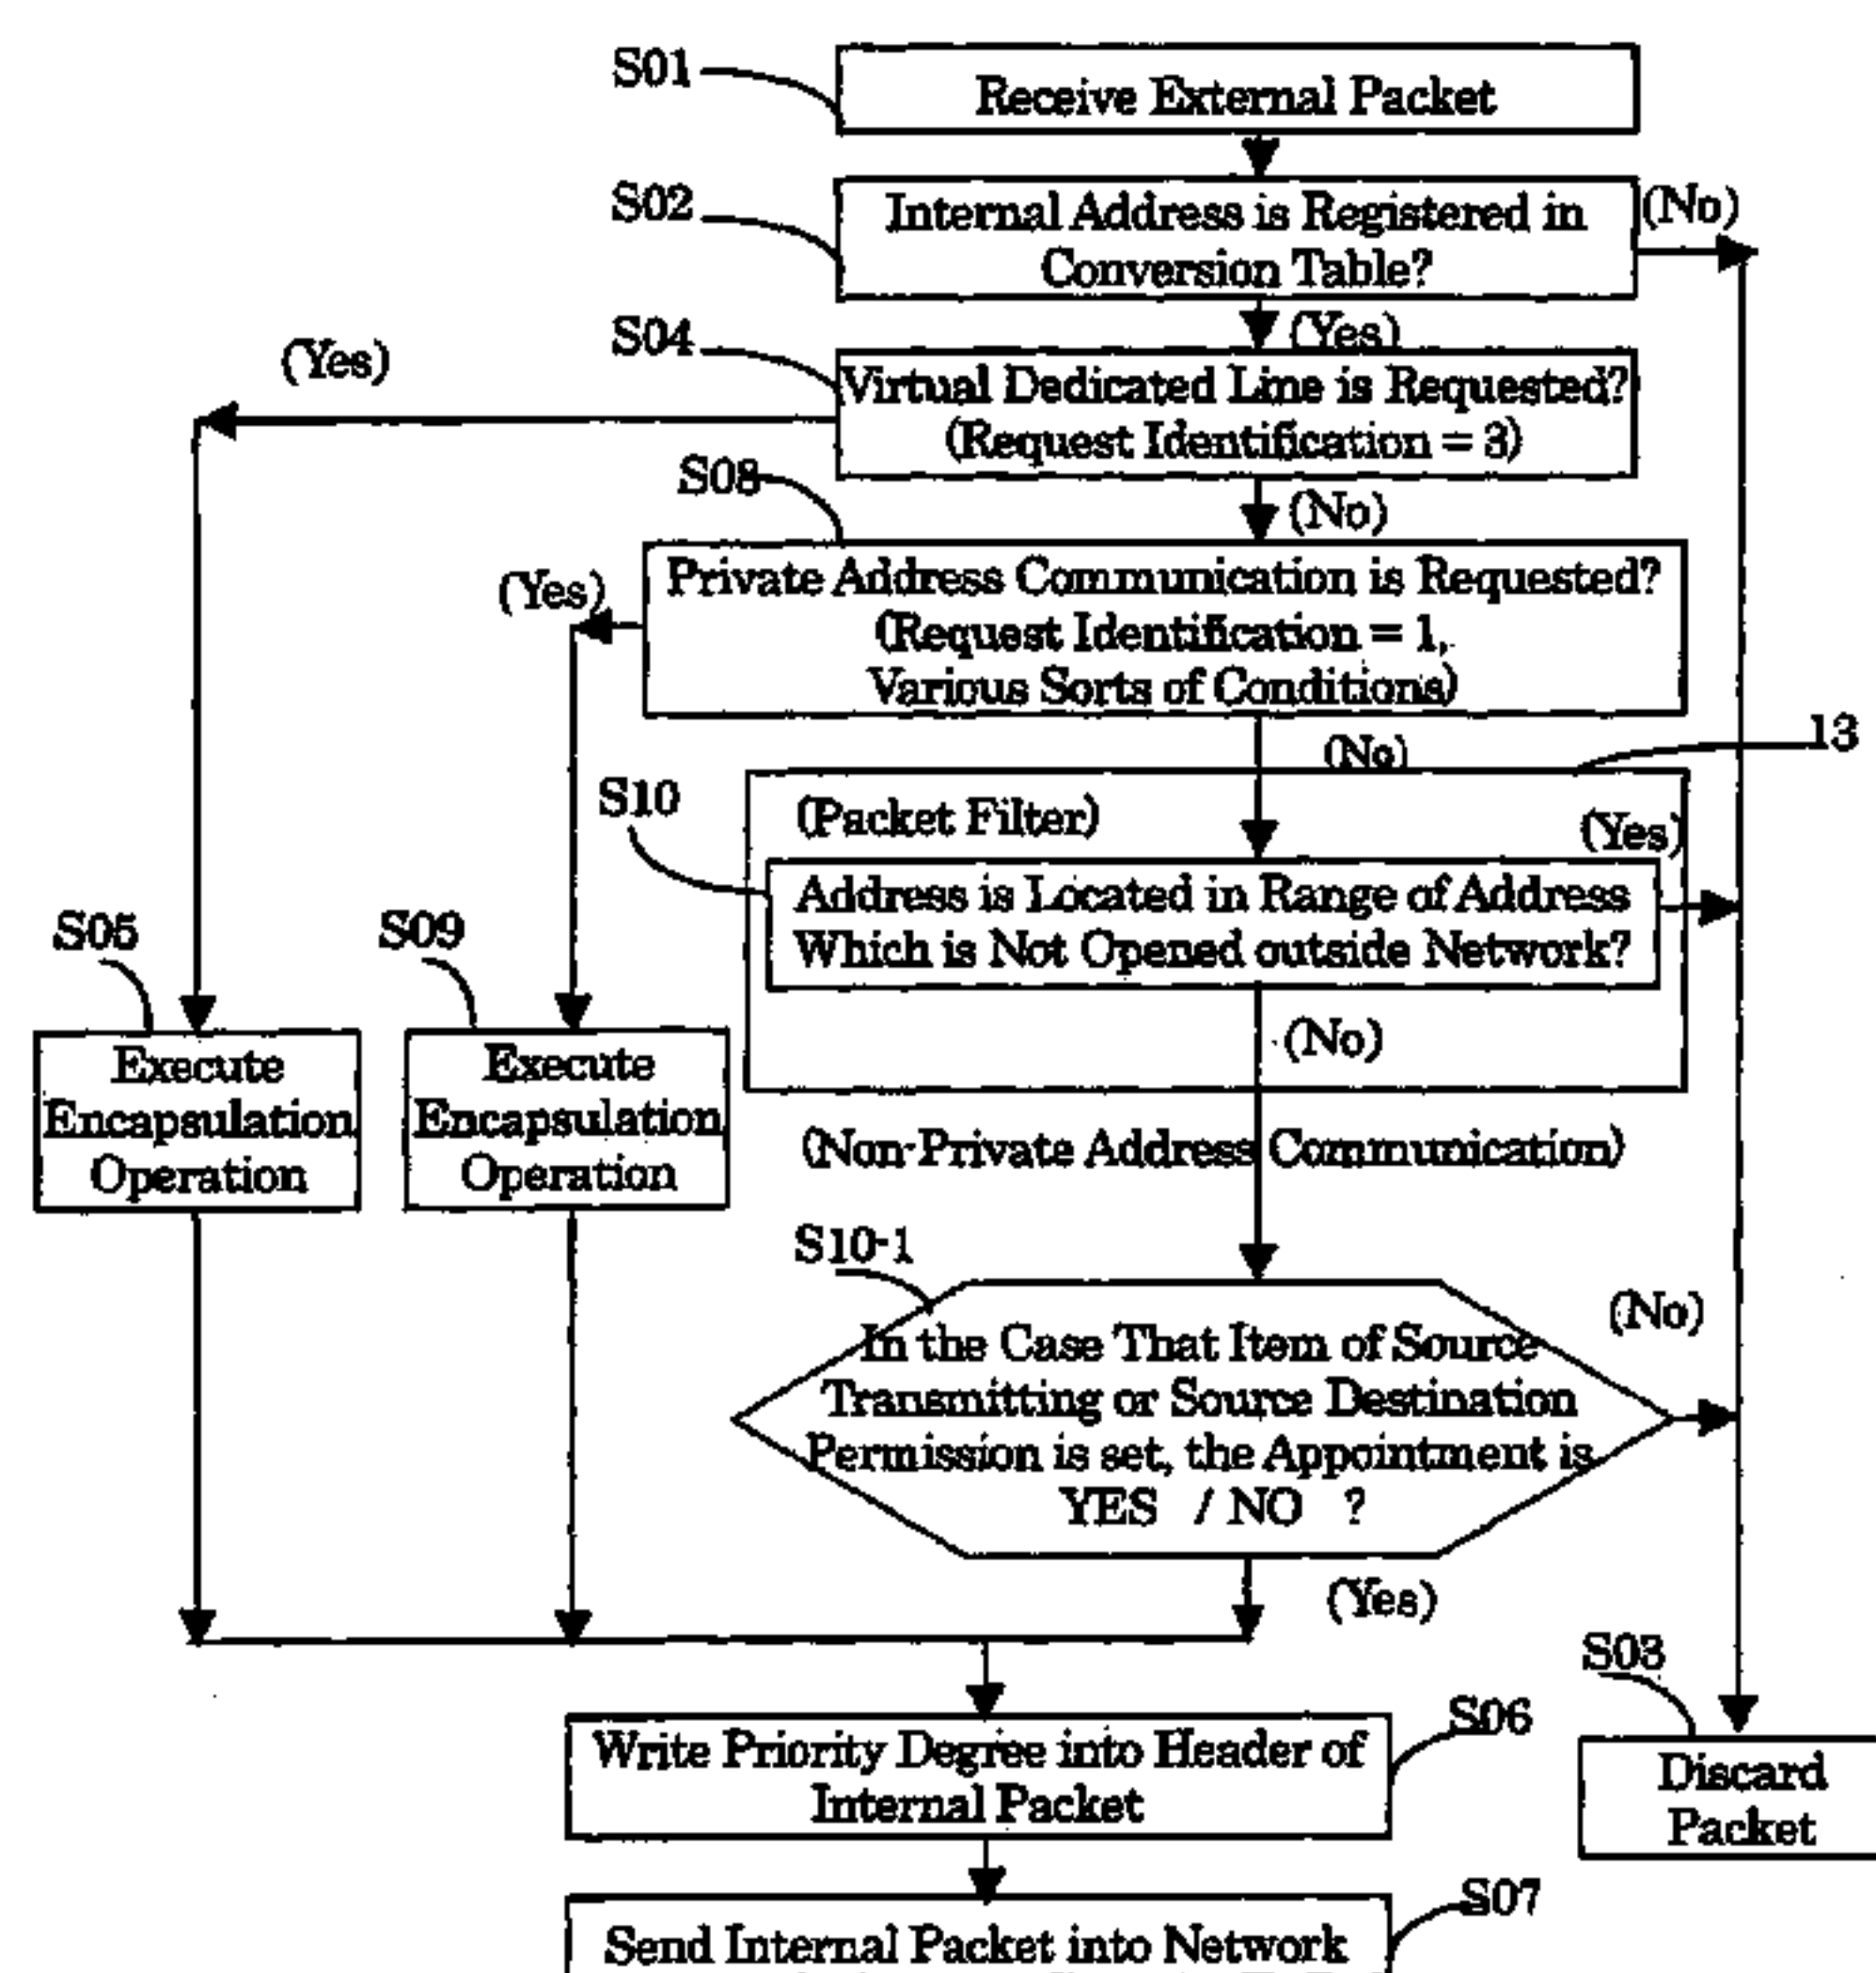 S01
Receive External Packet
S02
Internal Address is Registered in
Conversion Table?
(No)
(Yes)
S04
Virtual Dedicated Line is Requested?
(Request Identification = 3)
(Yes)
(No)
S08
Private Address Communication is Requested?
(Request Identification = 1,
Various Sorts of Conditions)
(Yes)
(No)
13
(Packet Filter)
S10
(Yes)
Address is Located in Range of Address
Which is Not Opened outside Network?
(No)
S05
Execute
Encapsulation
Operation
S09
Execute
Encapsulation
Operation
(Non-Private Address Communication)
S10-1
In the Case That Item of Source
Transmitting or Source Destination
Permission is set, the Appointment is
YES / NO ?
(No)
(Yes)
S03
Discard
Packet
S06
Write Priority Degree into Header of
Internal Packet
S07
Send Internal Packet into Network